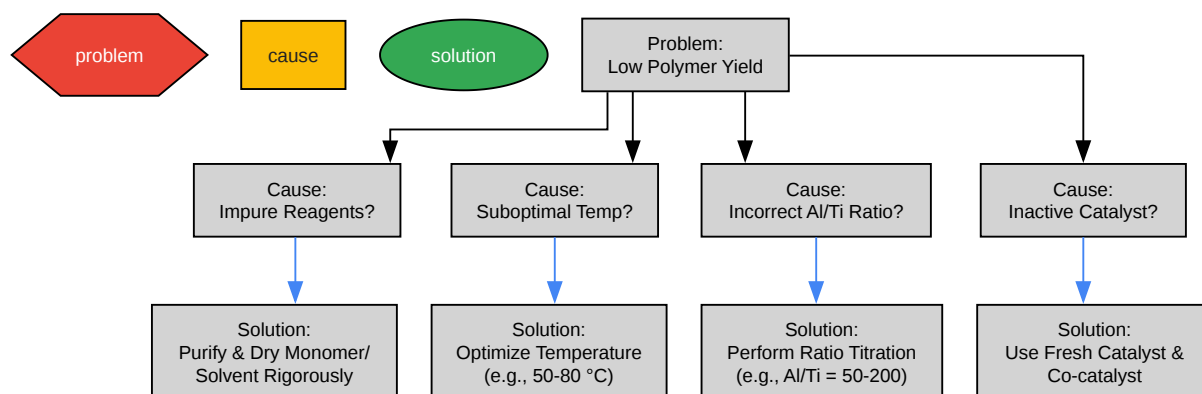 problem
cause
solution
Problem:
Low Polymer Yield
Cause:
Impure Reagents?
Cause:
Suboptimal Temp?
Cause:
Incorrect Al/Ti Ratio?
Cause:
Inactive Catalyst?
Solution:
Purify & Dry Monomer/
Solvent Rigorously
Solution:
Optimize Temperature
(e.g., 50-80 °C)
Solution:
Perform Ratio Titration
(e.g., Al/Ti = 50-200)
Solution:
Use Fresh Catalyst &
Co-catalyst